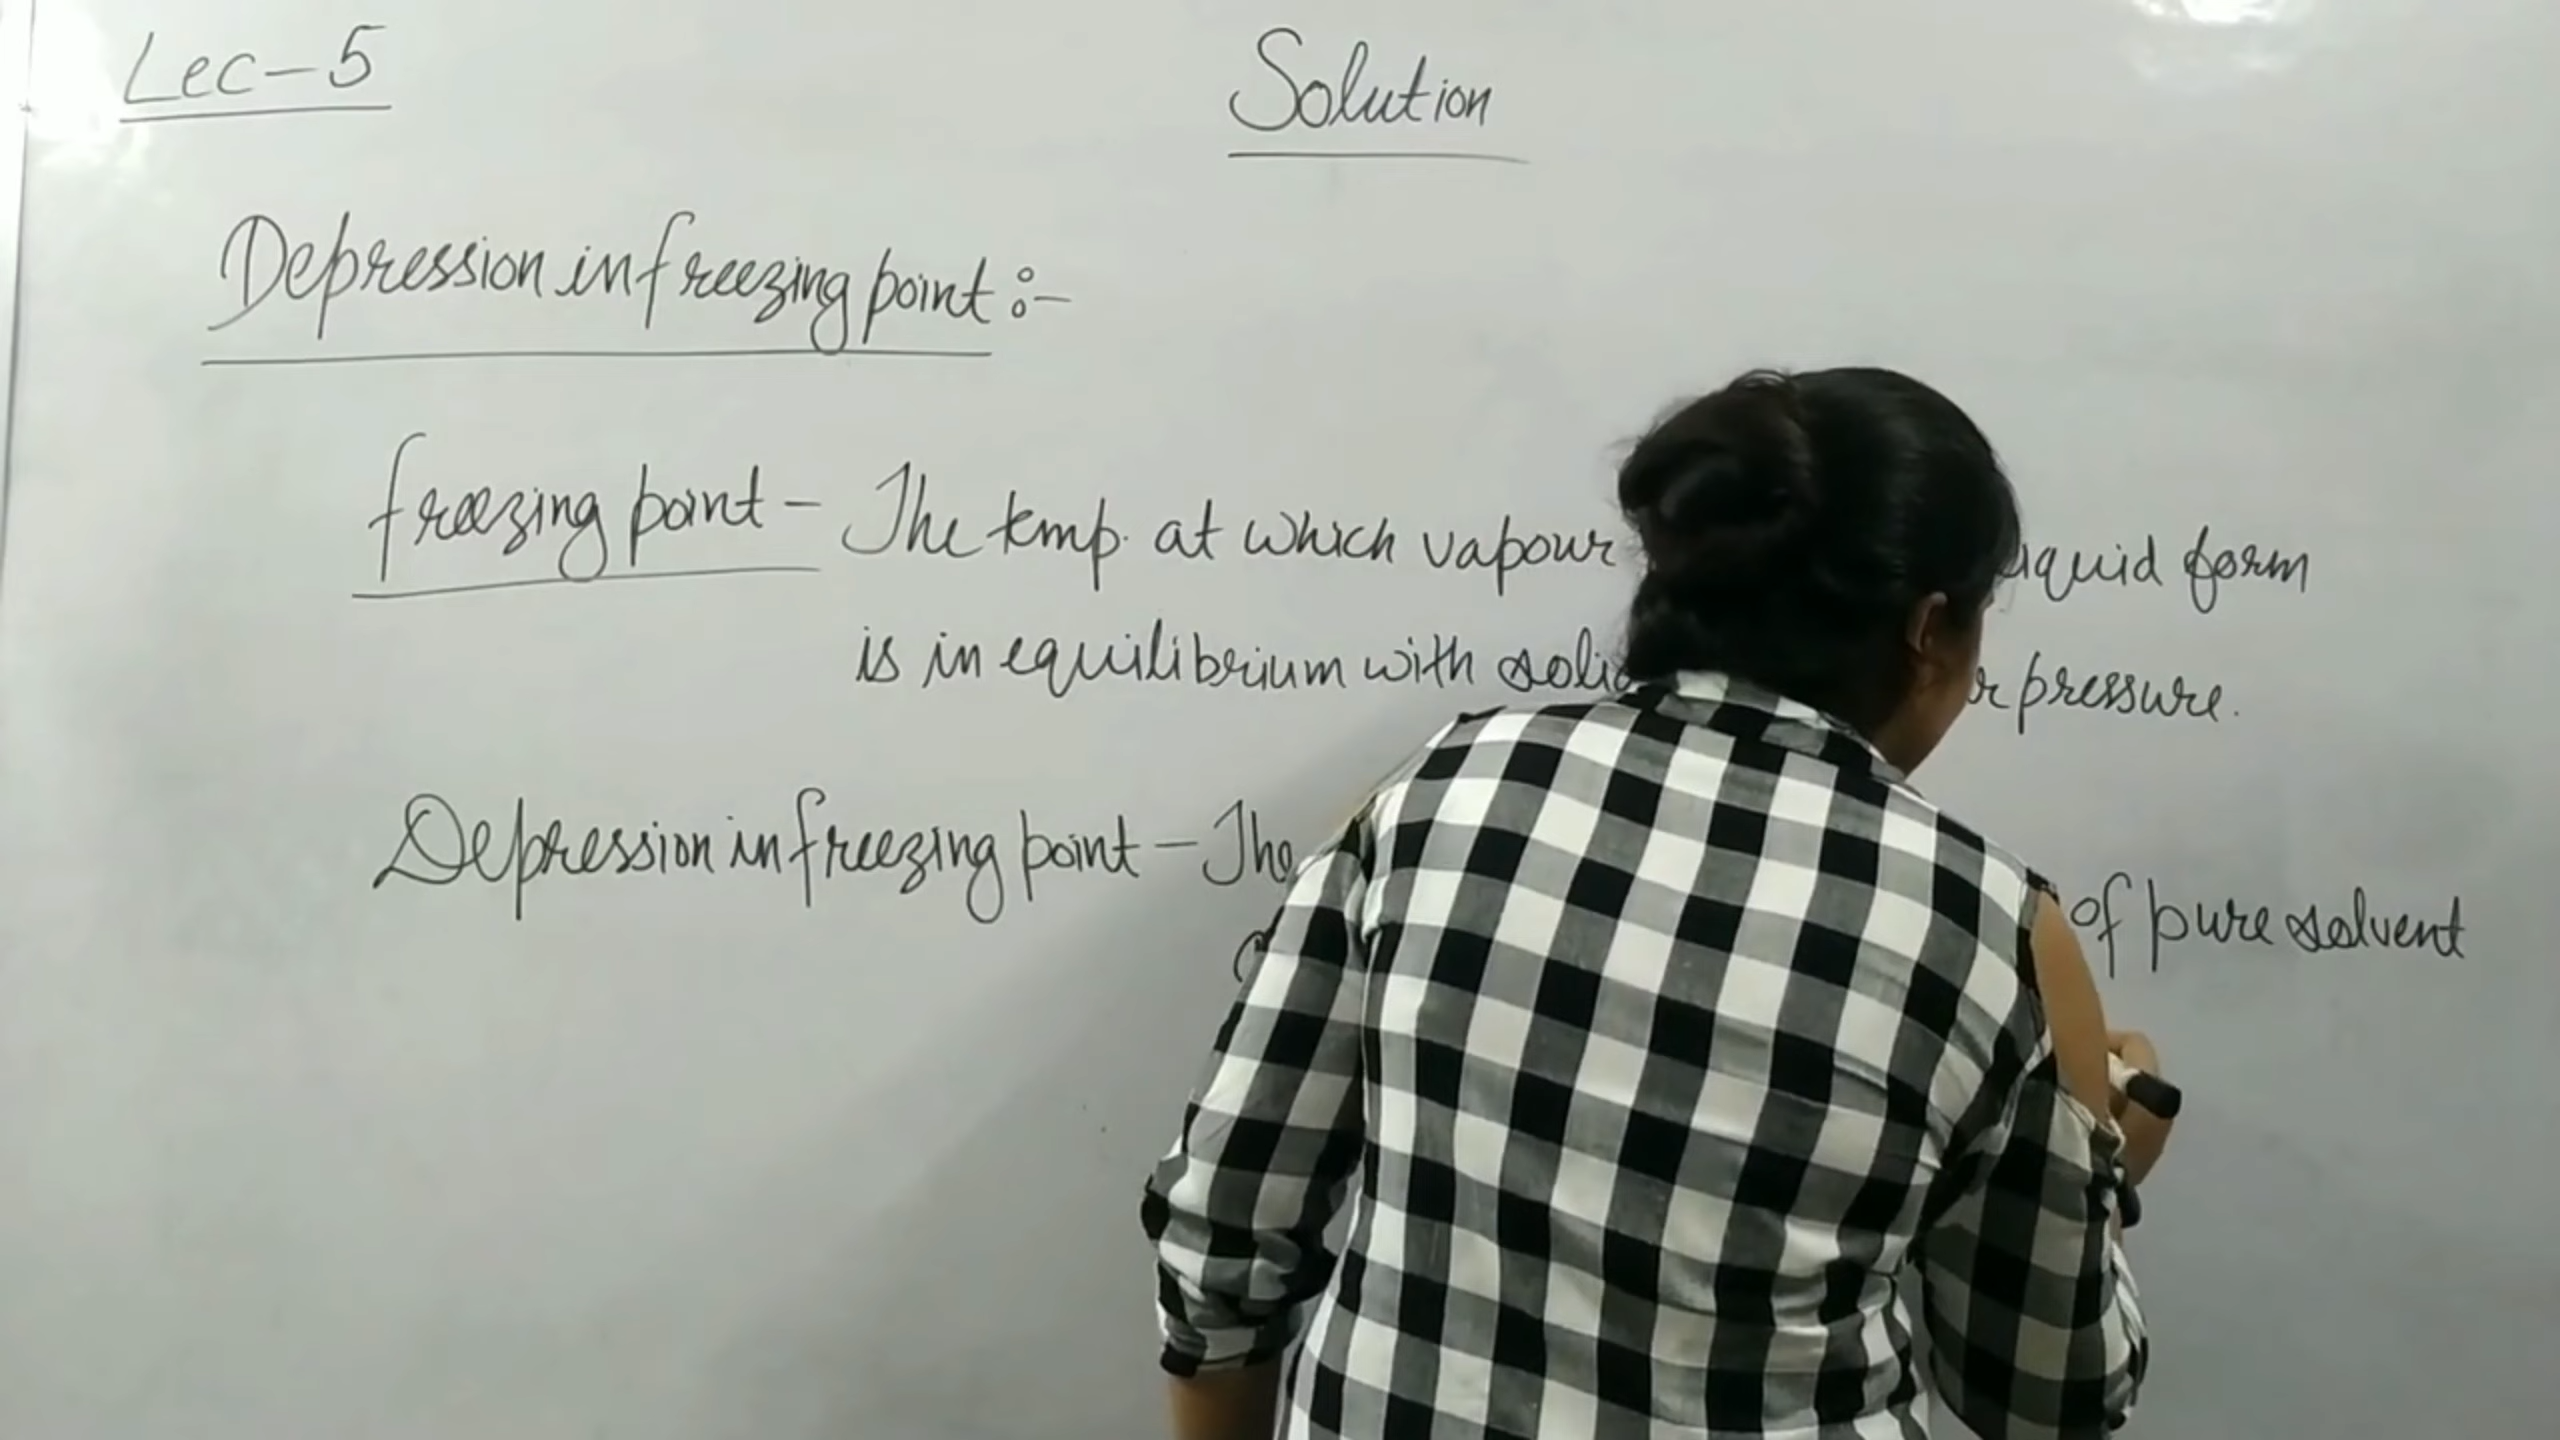 Lec-5
Solution
Depression in freezing point :-
freezing point - The temp. at which vapour liquid form
is in equilibrium with solid pressure.
Depression in freezing point - The of pure solvent